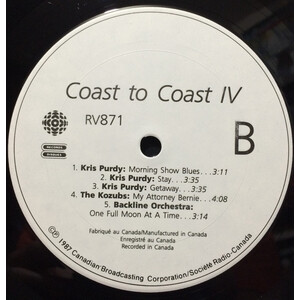 Coast to Coast IV
RV871
B
RECORDS
DISQUES
1. Kris Purdy: Morning Show Blues...3:11
2. Kris Purdy: Stay...3:35
3. Kris Purdy: Getaway...3:35
4. The Kozubs: My Attorney Bernie...4:08
5. Backline Orchestra:
One Full Moon At A Time...3:14
Fabriqué au Canada/Manufactured in Canada
Enregistré au Canada
Recorded in Canada
©℗ 1987 Canadian Broadcasting Corporation/Société Radio-Canada